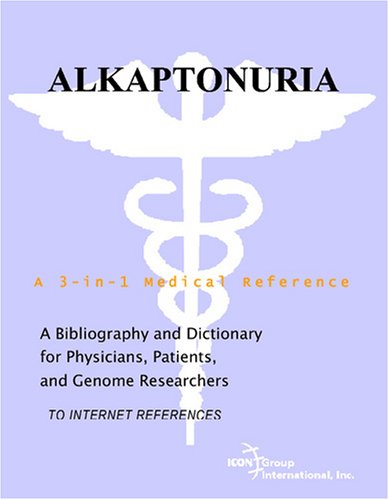 ALKAPTONURIA
A 3-in-1 Medical Reference
A Bibliography and Dictionary
for Physicians, Patients,
and Genome Researchers
TO INTERNET REFERENCES
ICON Group
International, Inc.